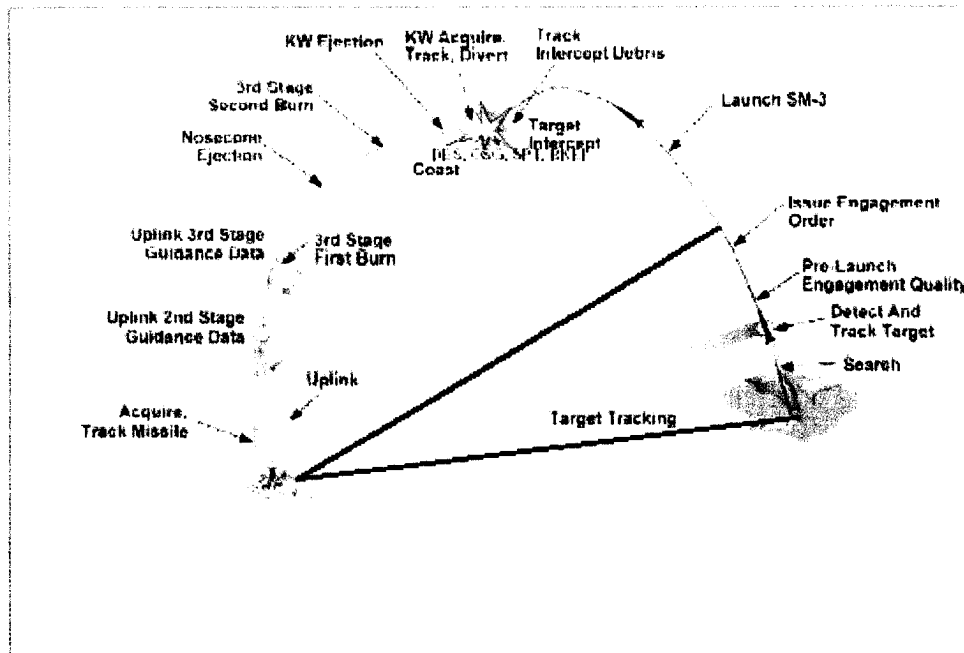 KW Ejection
KW Acquire,
Track, Divert
Track
Intercept Debris
3rd Stage
Second Burn
Launch SM-3
Nosecone
Ejection
Target
Intercept
Coast
Issue Engagement
Order
Uplink 3rd Stage
Guidance Data
3rd Stage
First Burn
Pre-Launch
Engagement Quality
Uplink 2nd Stage
Guidance Data
Detect And
Track Target
Search
Uplink
Acquire,
Track Missile
Target Tracking